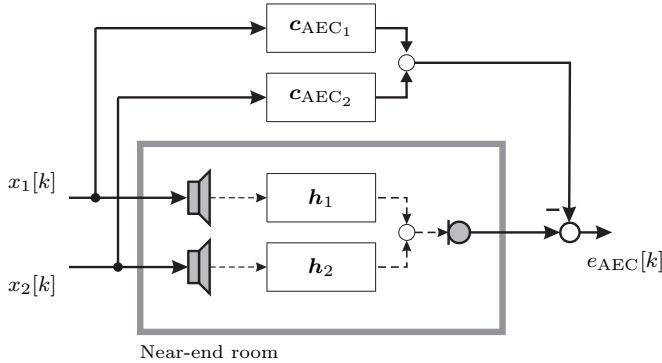 c_AEC₁
c_AEC₂
x₁[k]
h₁
x₂[k]
h₂
−
e_AEC[k]
Near-end room